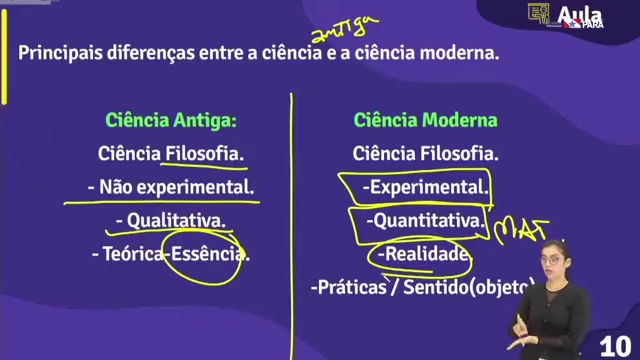 Aula
PARÁ
antiga
Principais diferenças entre a ciência e a ciência moderna.
Ciência Antiga:
Ciência Filosofia.
- Não experimental.
- Qualitativa.
- Teórica-Essência.
Ciência Moderna
Ciência Filosofia.
-Experimental.
-Quantitativa.
MAT
-Realidade.
-Práticas / Sentido(objeto)
10